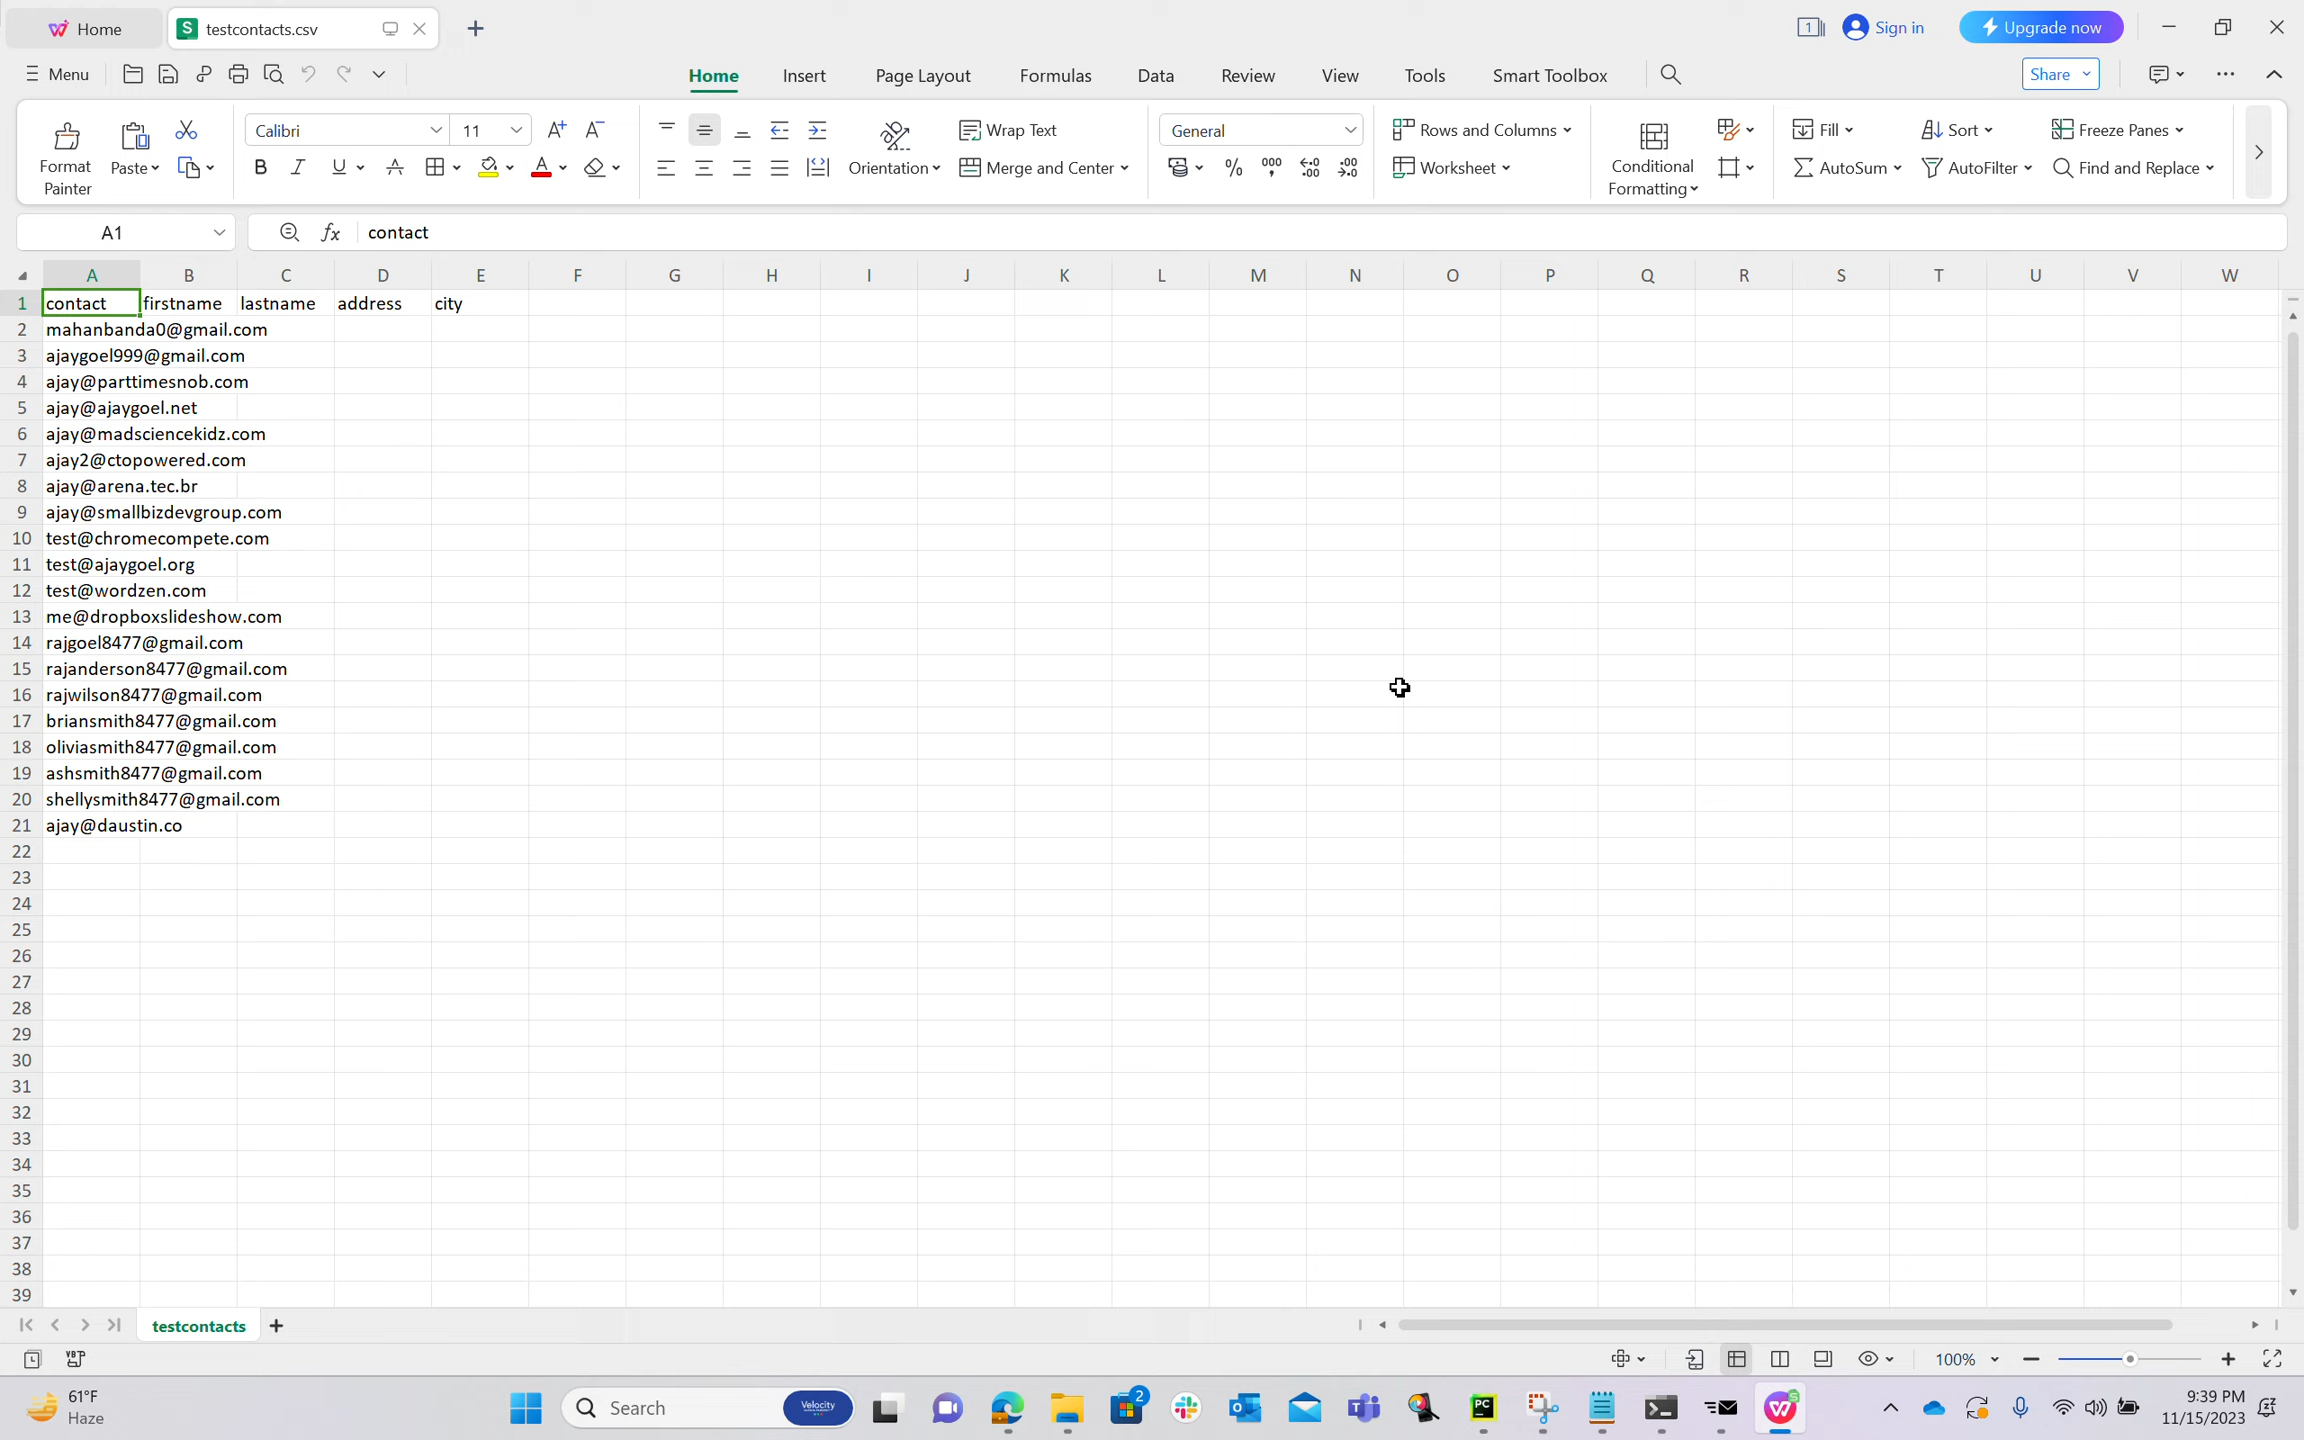 Home
testcontacts.csv
1
Sign in
Upgrade now
Menu
Home
Insert
Page Layout
Formulas
Data
Review
View
Tools
Smart Toolbox
Share
Format Painter
Paste
Calibri
11
Orientation
Wrap Text
Merge and Center
General
Rows and Columns
Worksheet
Conditional Formatting
Fill
AutoSum
Sort
AutoFilter
Freeze Panes
Find and Replace
A1
fx
contact
A B C D E F G H I J K L M N O P Q R S T U V W
1 contact firstname lastname address city
2 mahanbanda0@gmail.com
3 ajaygoel999@gmail.com
4 ajay@parttimesnob.com
5 ajay@ajaygoel.net
6 ajay@madsciencekidz.com
7 ajay2@ctopowered.com
8 ajay@arena.tec.br
9 ajay@smallbizdevgroup.com
10 test@chromecompete.com
11 test@ajaygoel.org
12 test@wordzen.com
13 me@dropboxslideshow.com
14 rajgoel8477@gmail.com
15 rajanderson8477@gmail.com
16 rajwilson8477@gmail.com
17 briansmith8477@gmail.com
18 oliviasmith8477@gmail.com
19 ashsmith8477@gmail.com
20 shellysmith8477@gmail.com
21 ajay@daustin.co
22
23
24
25
26
27
28
29
30
31
32
33
34
35
36
37
38
39
testcontacts
100%
61°F
Haze
Search
Velocity
2
PC
9:39 PM
11/15/2023